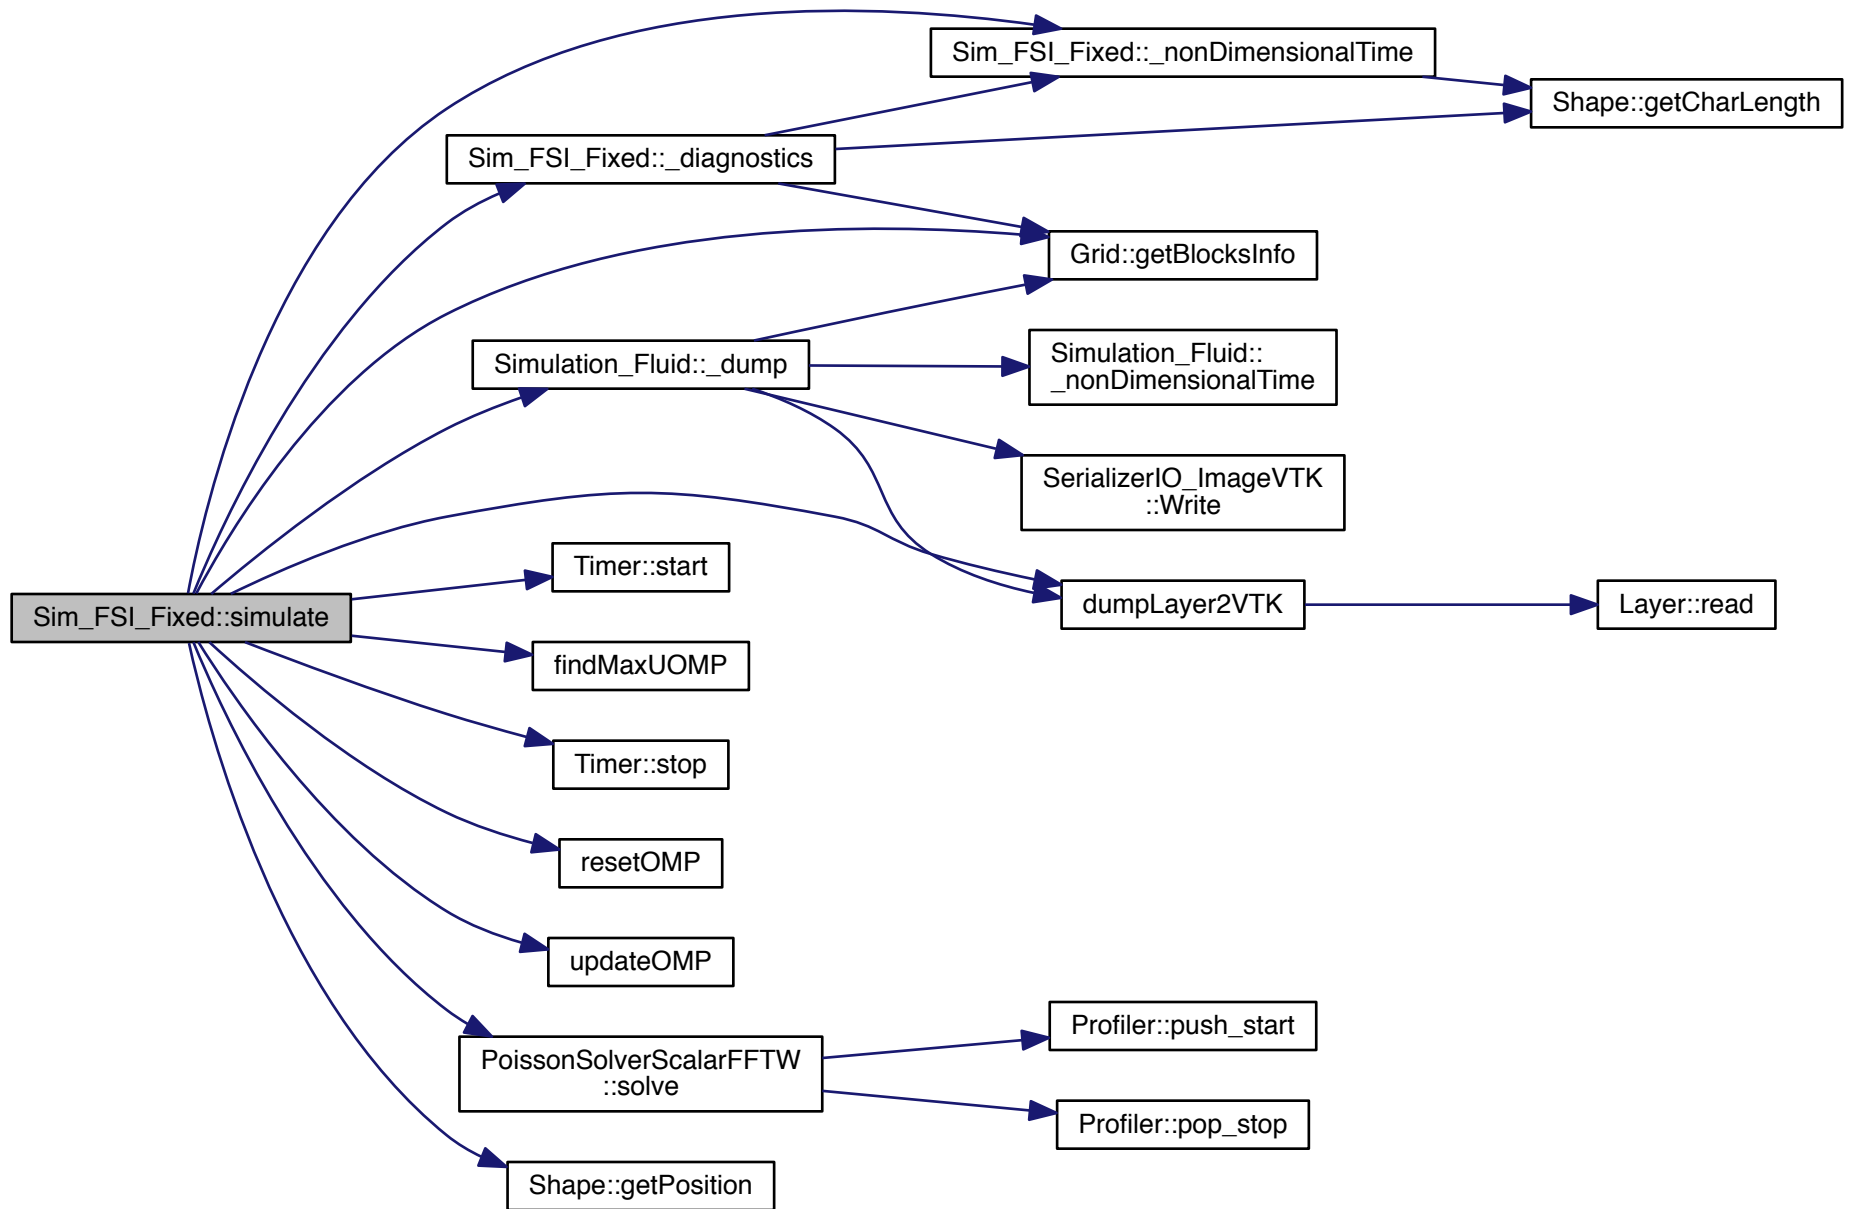 Sim_FSI_Fixed::_nonDimensionalTime
Shape::getCharLength
Sim_FSI_Fixed::_diagnostics
Grid::getBlocksInfo
Simulation_Fluid::_dump
Simulation_Fluid::
_nonDimensionalTime
SerializerIO_ImageVTK
::Write
Timer::start
dumpLayer2VTK
Layer::read
Sim_FSI_Fixed::simulate
findMaxUOMP
Timer::stop
resetOMP
updateOMP
PoissonSolverScalarFFTW
::solve
Profiler::push_start
Profiler::pop_stop
Shape::getPosition